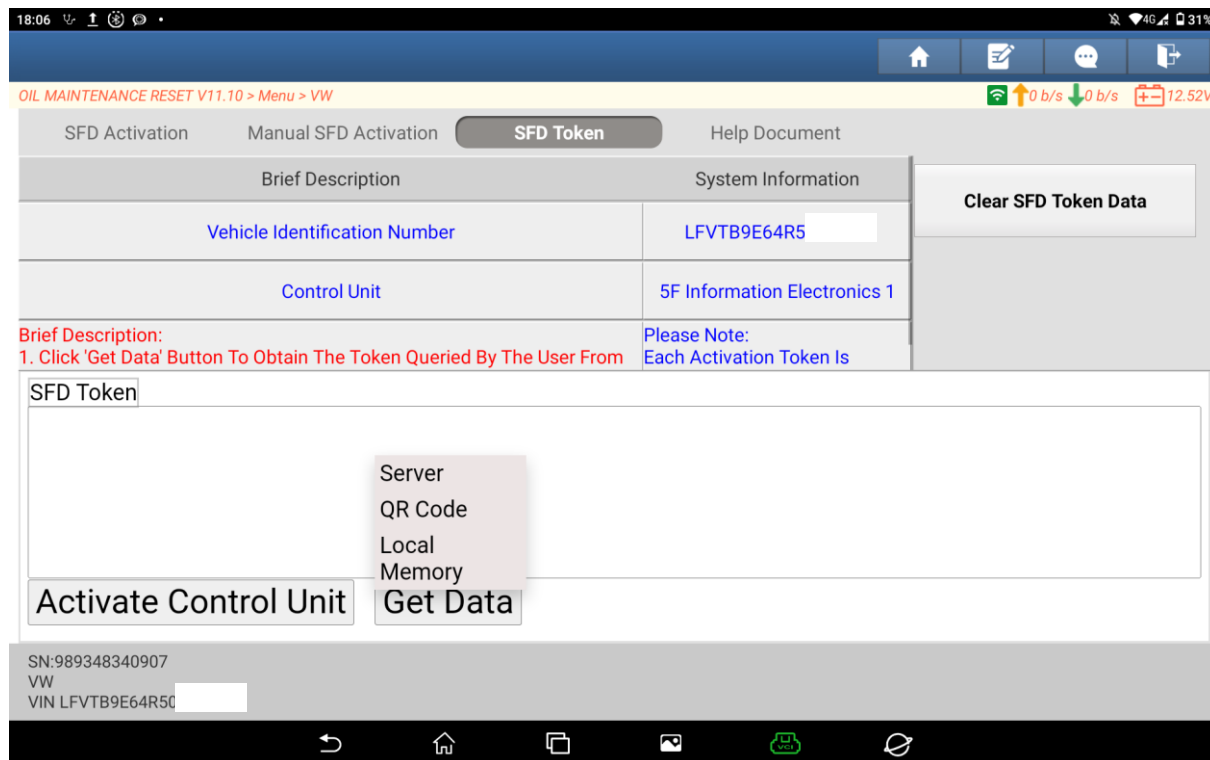 18:06 4G 31%
OIL MAINTENANCE RESET V11.10 > Menu > VW 0 b/s 0 b/s 12.52V
SFD Activation Manual SFD Activation SFD Token Help Document
Brief Description System Information
Clear SFD Token Data
Vehicle Identification Number LFVTB9E64R5
Control Unit 5F Information Electronics 1
Brief Description: Please Note:
1. Click 'Get Data' Button To Obtain The Token Queried By The User From Each Activation Token Is
SFD Token
Server
QR Code
Local
Memory
Activate Control Unit Get Data
SN:989348340907
VW
VIN LFVTB9E64R50
VCI